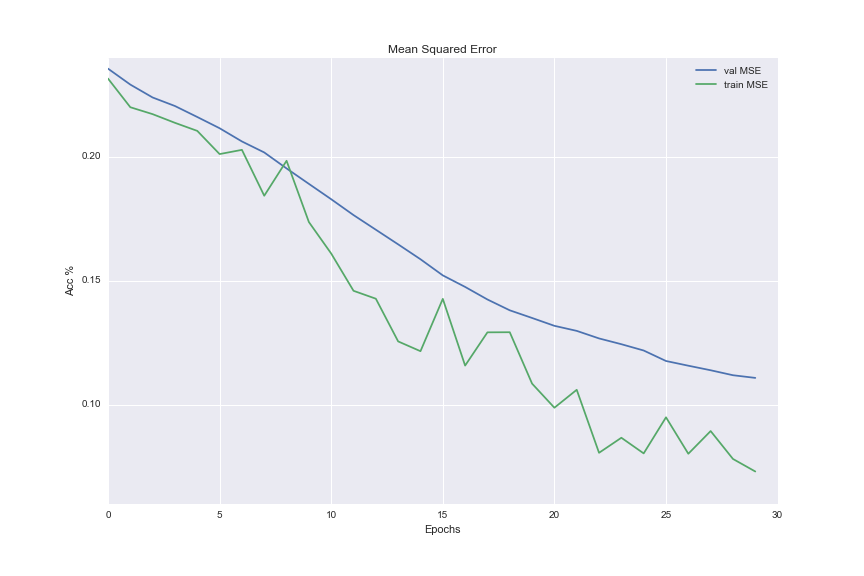 Mean Squared Error
val MSE
train MSE
0.20
0.15
0.10
Acc %
0 5 10 15 20 25 30
Epochs